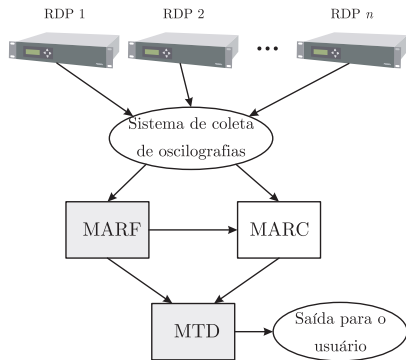 RDP 1
RDP 2
RDP n
Sistema de coleta
de oscilografias
MARF
MARC
MTD
Saída para o
usuário